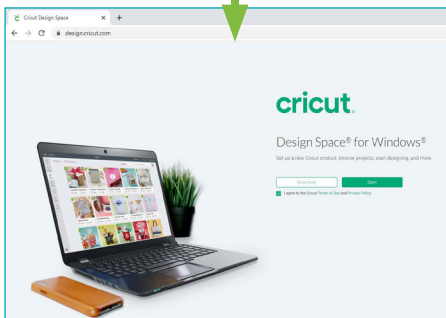 Cricut Design Space
design.cricut.com
cricut.
Design Space® for Windows®
Set up a new Cricut product, browse projects, start designing, and more.
Download
Open
I agree to the Cricut Terms of Use and Privacy Policy.